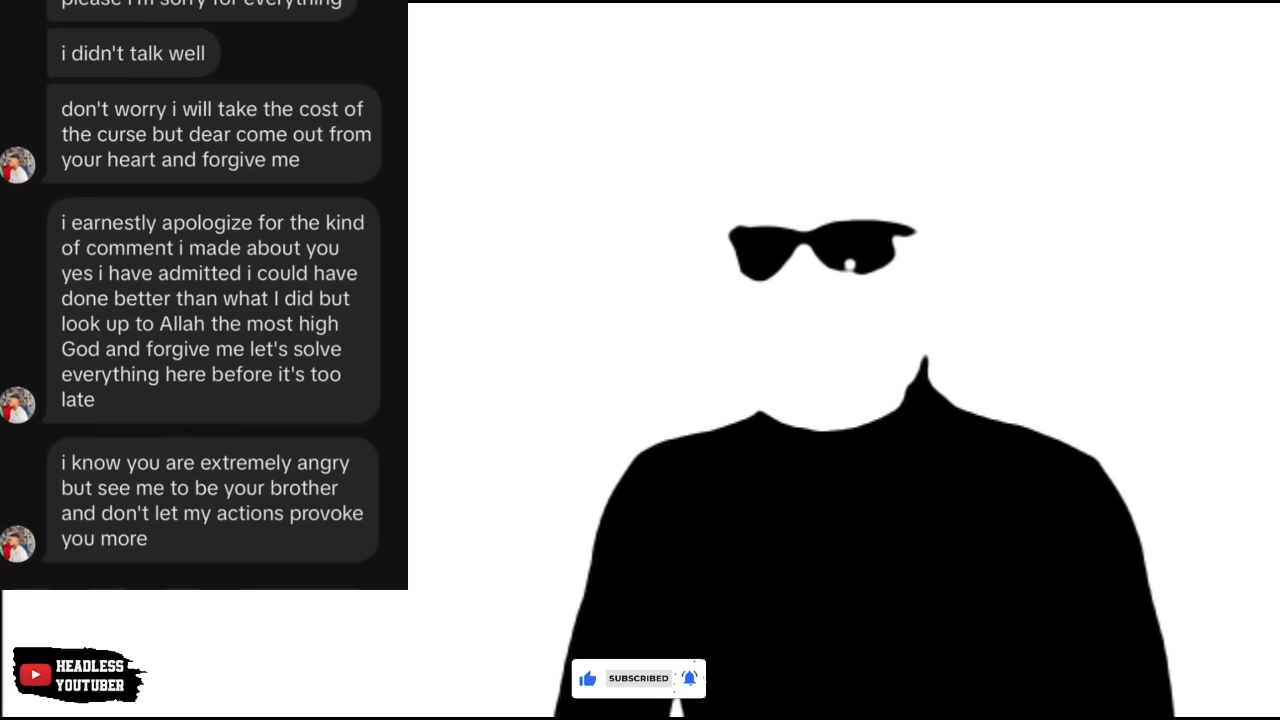 please i'm sorry for everything
i didn't talk well
don't worry i will take the cost of
the curse but dear come out from
your heart and forgive me
i earnestly apologize for the kind
of comment i made about you
yes i have admitted i could have
done better than what I did but
look up to Allah the most high
God and forgive me let's solve
everything here before it's too
late
i know you are extremely angry
but see me to be your brother
and don't let my actions provoke
you more
HEADLESS
YOUTUBER
SUBSCRIBED